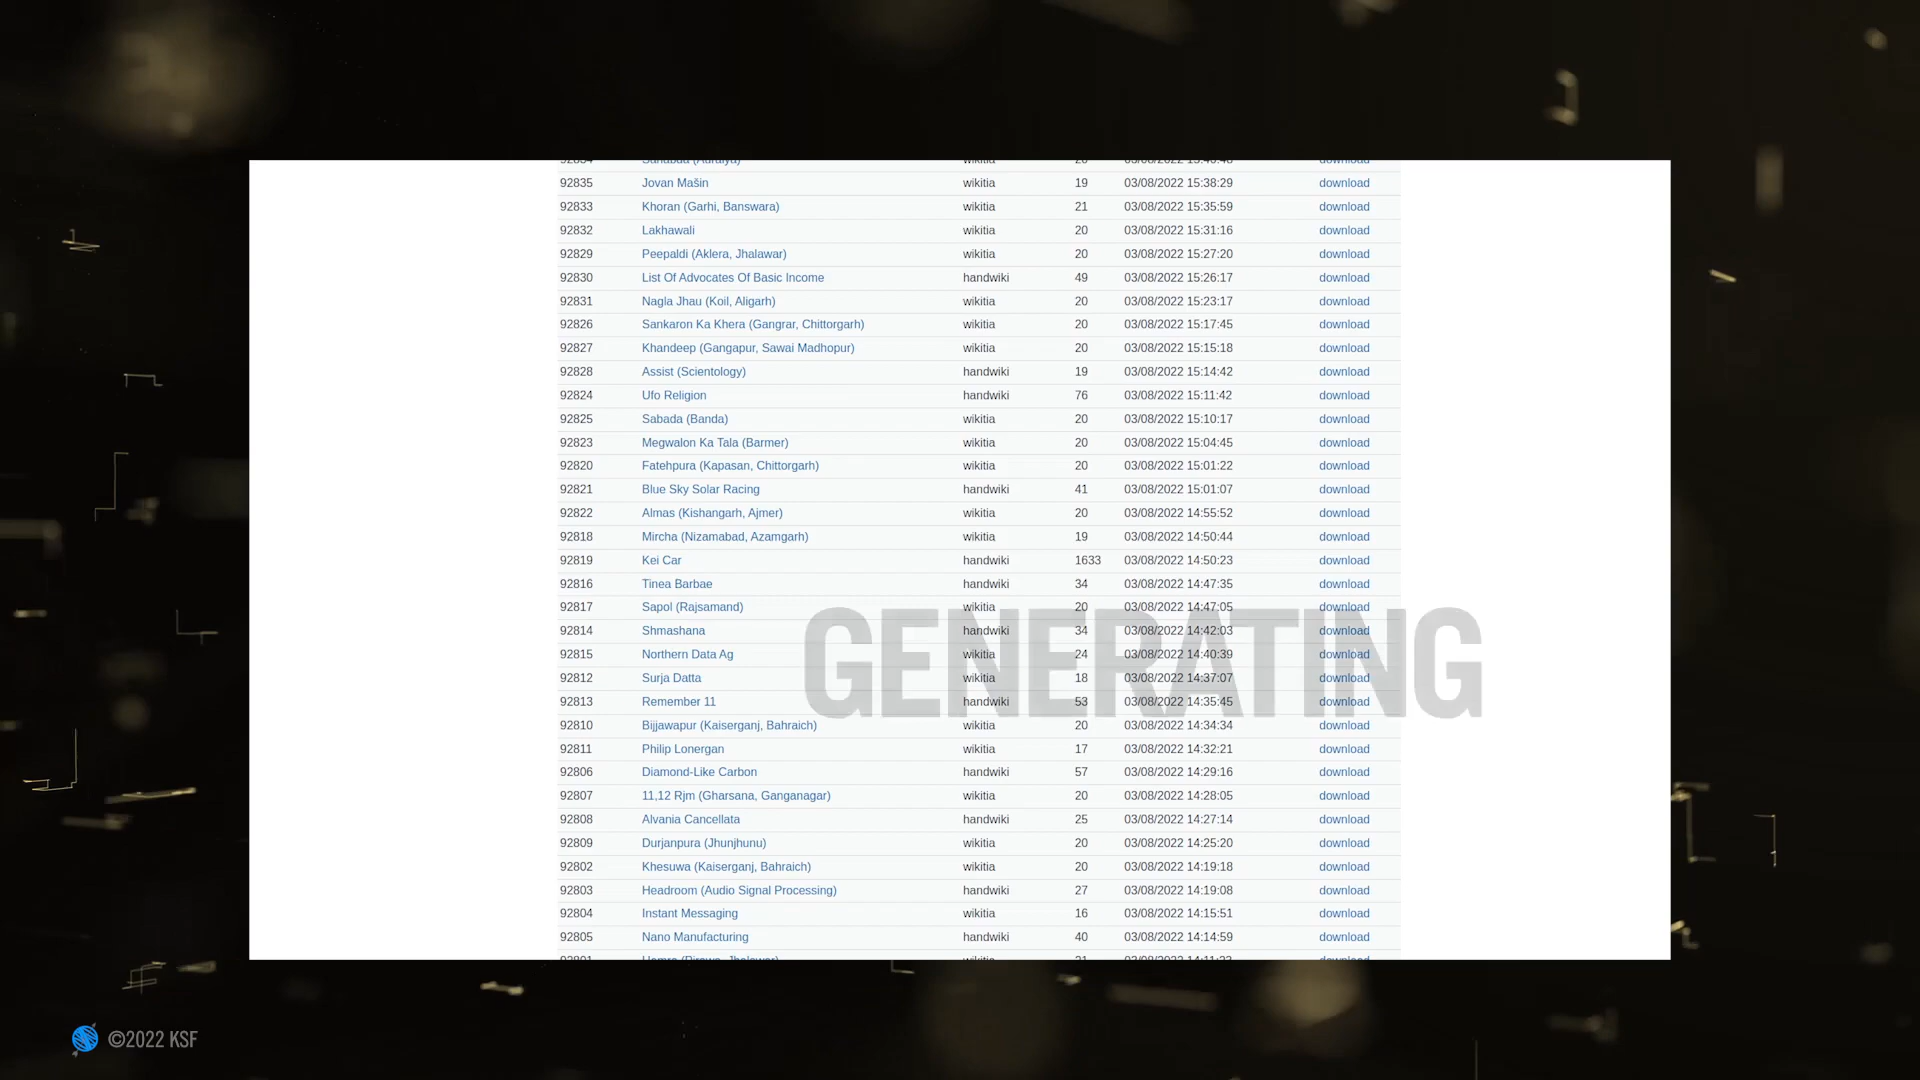 92835 Jovan Mašin wikitia 19 03/08/2022 15:38:29 download
92833 Khoran (Garhi, Banswara) wikitia 21 03/08/2022 15:35:59 download
92832 Lakhawali wikitia 20 03/08/2022 15:31:16 download
92829 Peepaldi (Aklera, Jhalawar) wikitia 20 03/08/2022 15:27:20 download
92830 List Of Advocates Of Basic Income handwiki 49 03/08/2022 15:26:17 download
92831 Nagla Jhau (Koil, Aligarh) wikitia 20 03/08/2022 15:23:17 download
92826 Sankaron Ka Khera (Gangrar, Chittorgarh) wikitia 20 03/08/2022 15:17:45 download
92827 Khandeep (Gangapur, Sawai Madhopur) wikitia 20 03/08/2022 15:15:18 download
92828 Assist (Scientology) handwiki 19 03/08/2022 15:14:42 download
92824 Ufo Religion handwiki 76 03/08/2022 15:11:42 download
92825 Sabada (Banda) wikitia 20 03/08/2022 15:10:17 download
92823 Megwalon Ka Tala (Barmer) wikitia 20 03/08/2022 15:04:45 download
92820 Fatehpura (Kapasan, Chittorgarh) wikitia 20 03/08/2022 15:01:22 download
92821 Blue Sky Solar Racing handwiki 41 03/08/2022 15:01:07 download
92822 Almas (Kishangarh, Ajmer) wikitia 20 03/08/2022 14:55:52 download
92818 Mircha (Nizamabad, Azamgarh) wikitia 19 03/08/2022 14:50:44 download
92819 Kei Car handwiki 1633 03/08/2022 14:50:23 download
92816 Tinea Barbae handwiki 34 03/08/2022 14:47:35 download
92817 Sapol (Rajsamand) wikitia 20 03/08/2022 14:47:05 download
92814 Shmashana handwiki 34 03/08/2022 14:42:03 download
92815 Northern Data Ag wikitia 24 03/08/2022 14:40:39 download
GENERATING
92812 Surja Datta wikitia 18 03/08/2022 14:37:07 download
92813 Remember 11 handwiki 53 03/08/2022 14:35:45 download
92810 Bijjawapur (Kaiserganj, Bahraich) wikitia 20 03/08/2022 14:34:34 download
92811 Philip Lonergan wikitia 17 03/08/2022 14:32:21 download
92806 Diamond-Like Carbon handwiki 57 03/08/2022 14:29:16 download
92807 11,12 Rjm (Gharsana, Ganganagar) wikitia 20 03/08/2022 14:28:05 download
92808 Alvania Cancellata handwiki 25 03/08/2022 14:27:14 download
92809 Durjanpura (Jhunjhunu) wikitia 20 03/08/2022 14:25:20 download
92802 Khesuwa (Kaiserganj, Bahraich) wikitia 20 03/08/2022 14:19:18 download
92803 Headroom (Audio Signal Processing) handwiki 27 03/08/2022 14:19:08 download
92804 Instant Messaging wikitia 16 03/08/2022 14:15:51 download
92805 Nano Manufacturing handwiki 40 03/08/2022 14:14:59 download
©2022 KSF